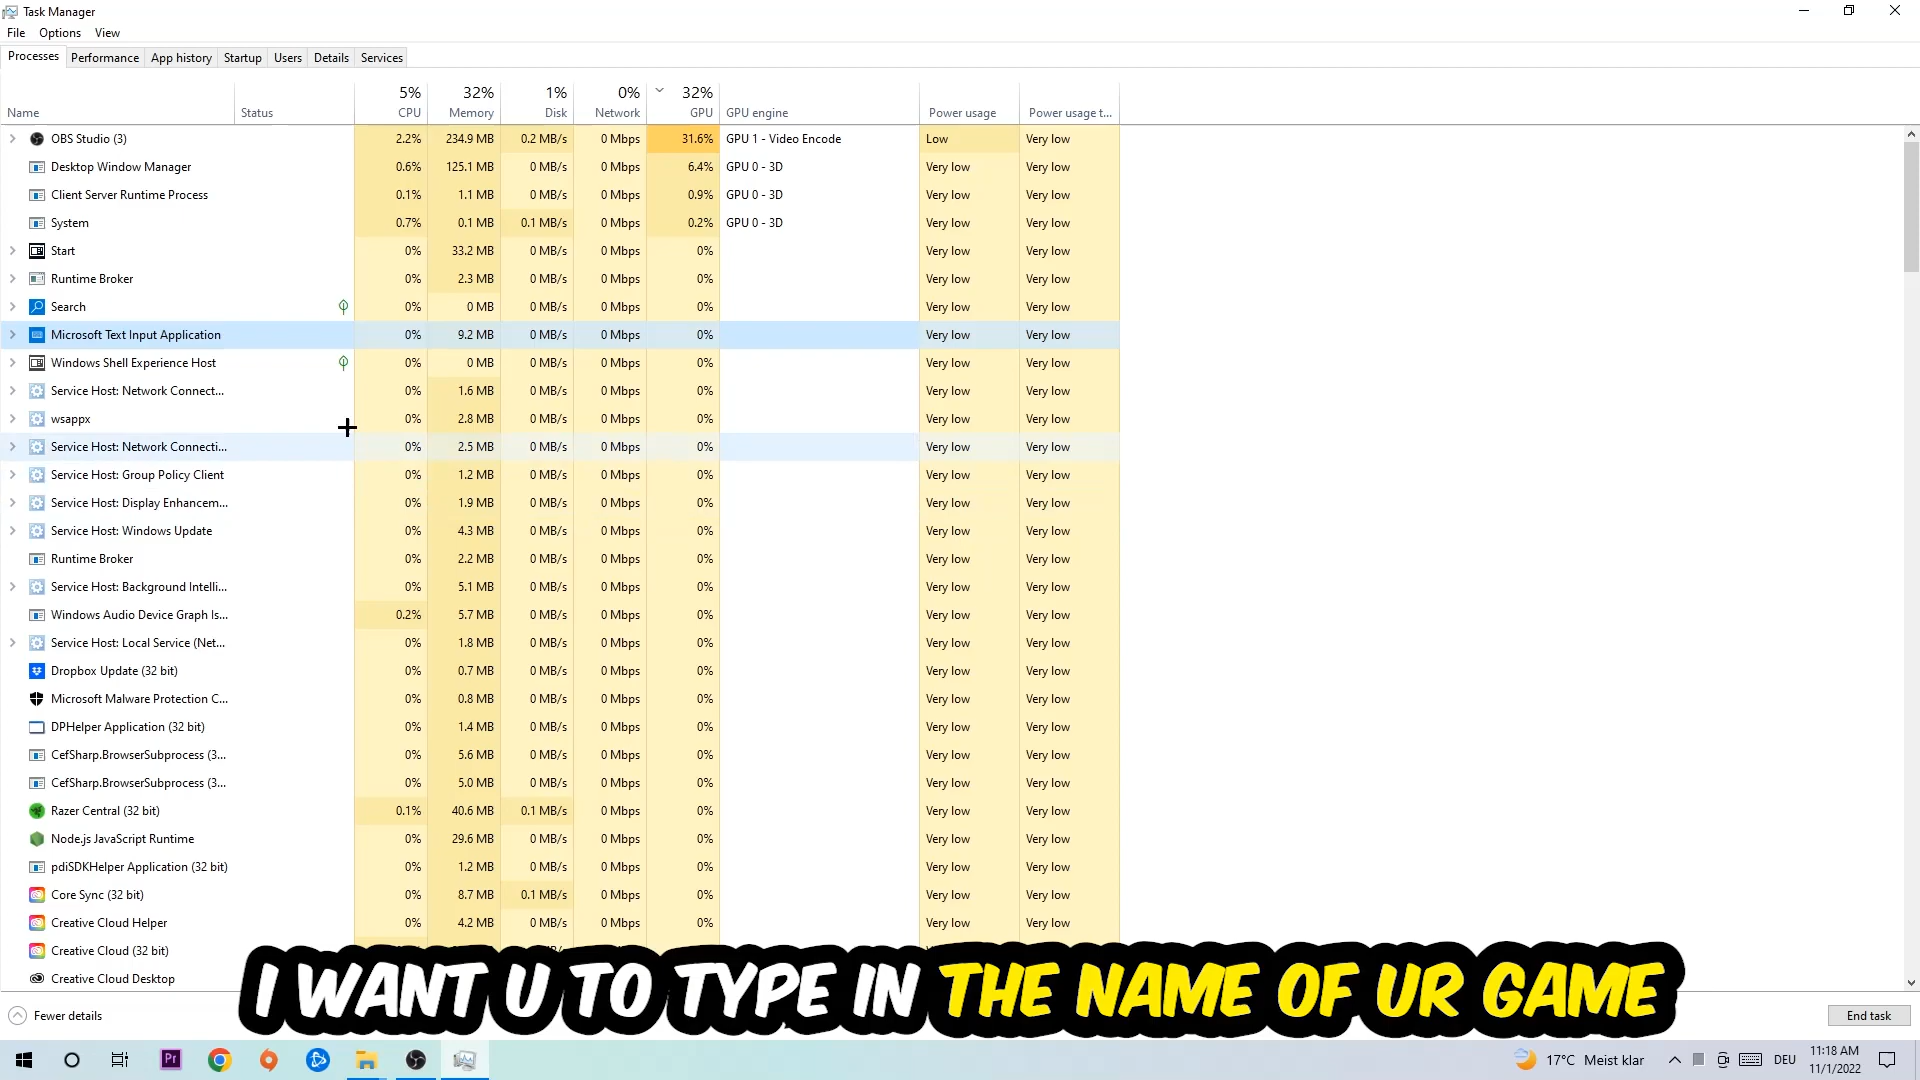 Task Manager
File Options View
Processes Performance App history Startup Users Details Services
5% 32% 1% 0% 32%
Name Status CPU Memory Disk Network GPU GPU engine Power usage Power usage t...
OBS Studio (3) 2.2% 234.9 MB 0.2 MB/s 0 Mbps 31.6% GPU 1 - Video Encode Low Very low
Desktop Window Manager 0.6% 125.1 MB 0 MB/s 0 Mbps 6.4% GPU 0 - 3D Very low Very low
Client Server Runtime Process 0.1% 1.1 MB 0 MB/s 0 Mbps 0.9% GPU 0 - 3D Very low Very low
System 0.7% 0.1 MB 0.1 MB/s 0 Mbps 0.2% GPU 0 - 3D Very low Very low
Start 0% 33.2 MB 0 MB/s 0 Mbps 0% Very low Very low
Runtime Broker 0% 2.3 MB 0 MB/s 0 Mbps 0% Very low Very low
Search 0% 0 MB 0 MB/s 0 Mbps 0% Very low Very low
Microsoft Text Input Application 0% 9.2 MB 0 MB/s 0 Mbps 0% Very low Very low
Windows Shell Experience Host 0% 0 MB 0 MB/s 0 Mbps 0% Very low Very low
Service Host: Network Connect... 0% 1.6 MB 0 MB/s 0 Mbps 0% Very low Very low
wsappx 0% 2.8 MB 0 MB/s 0 Mbps 0% Very low Very low
Service Host: Network Connecti... 0% 2.5 MB 0 MB/s 0 Mbps 0% Very low Very low
Service Host: Group Policy Client 0% 1.2 MB 0 MB/s 0 Mbps 0% Very low Very low
Service Host: Display Enhancem... 0% 1.9 MB 0 MB/s 0 Mbps 0% Very low Very low
Service Host: Windows Update 0% 4.3 MB 0 MB/s 0 Mbps 0% Very low Very low
Runtime Broker 0% 2.2 MB 0 MB/s 0 Mbps 0% Very low Very low
Service Host: Background Intelli... 0% 5.1 MB 0 MB/s 0 Mbps 0% Very low Very low
Windows Audio Device Graph Is... 0.2% 5.7 MB 0 MB/s 0 Mbps 0% Very low Very low
Service Host: Local Service (Net... 0% 1.8 MB 0 MB/s 0 Mbps 0% Very low Very low
Dropbox Update (32 bit) 0% 0.7 MB 0 MB/s 0 Mbps 0% Very low Very low
Microsoft Malware Protection C... 0% 0.8 MB 0 MB/s 0 Mbps 0% Very low Very low
DPHelper Application (32 bit) 0% 1.4 MB 0 MB/s 0 Mbps 0% Very low Very low
CefSharp.BrowserSubprocess (3... 0% 5.6 MB 0 MB/s 0 Mbps 0% Very low Very low
CefSharp.BrowserSubprocess (3... 0% 5.0 MB 0 MB/s 0 Mbps 0% Very low Very low
Razer Central (32 bit) 0.1% 40.6 MB 0.1 MB/s 0 Mbps 0% Very low Very low
Node.js JavaScript Runtime 0% 29.6 MB 0 MB/s 0 Mbps 0% Very low Very low
pdiSDKHelper Application (32 bit) 0% 1.2 MB 0 MB/s 0 Mbps 0% Very low Very low
Core Sync (32 bit) 0% 8.7 MB 0.1 MB/s 0 Mbps 0% Very low Very low
Creative Cloud Helper 0% 4.2 MB 0 MB/s 0 Mbps 0% Very low Very low
Creative Cloud (32 bit)
Creative Cloud Desktop
I WANT U TO TYPE IN THE NAME OF UR GAME
Fewer details End task
Pr 17°C Meist klar DEU 11:18 AM
11/1/2022